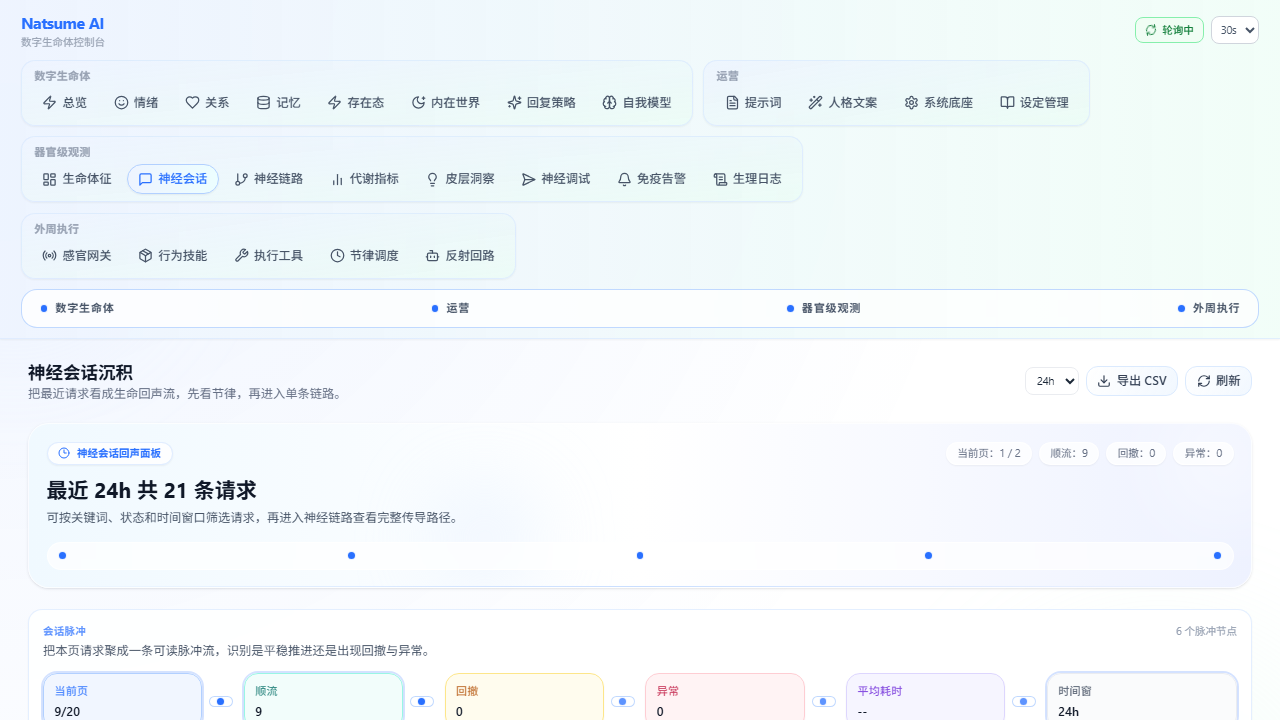 Natsume AI
数字生命体控制台
轮询中
30s
数字生命体
总览 情绪 关系 记忆 存在态 内在世界 回复策略 自我模型
运营
提示词 人格文案 系统底座 设定管理
器官级观测
生命体征 神经会话 神经链路 代谢指标 皮层洞察 神经调试 免疫告警 生理日志
外周执行
感官网关 行为技能 执行工具 节律调度 反射回路
数字生命体 运营 器官级观测 外周执行
神经会话沉积
把最近请求看成生命回声流，先看节律，再进入单条链路。
24h 导出 CSV 刷新
神经会话回声面板
当前页: 1 / 2 顺流: 9 回撤: 0 异常: 0
最近 24h 共 21 条请求
可按关键词、状态和时间窗口筛选请求，再进入神经链路查看完整传导路径。
会话脉冲
6 个脉冲节点
把本页请求聚成一条可读脉冲流，识别是平稳推进还是出现回撤与异常。
当前页 顺流 回撤 异常 平均耗时 时间窗
9/20 9 0 0 -- 24h